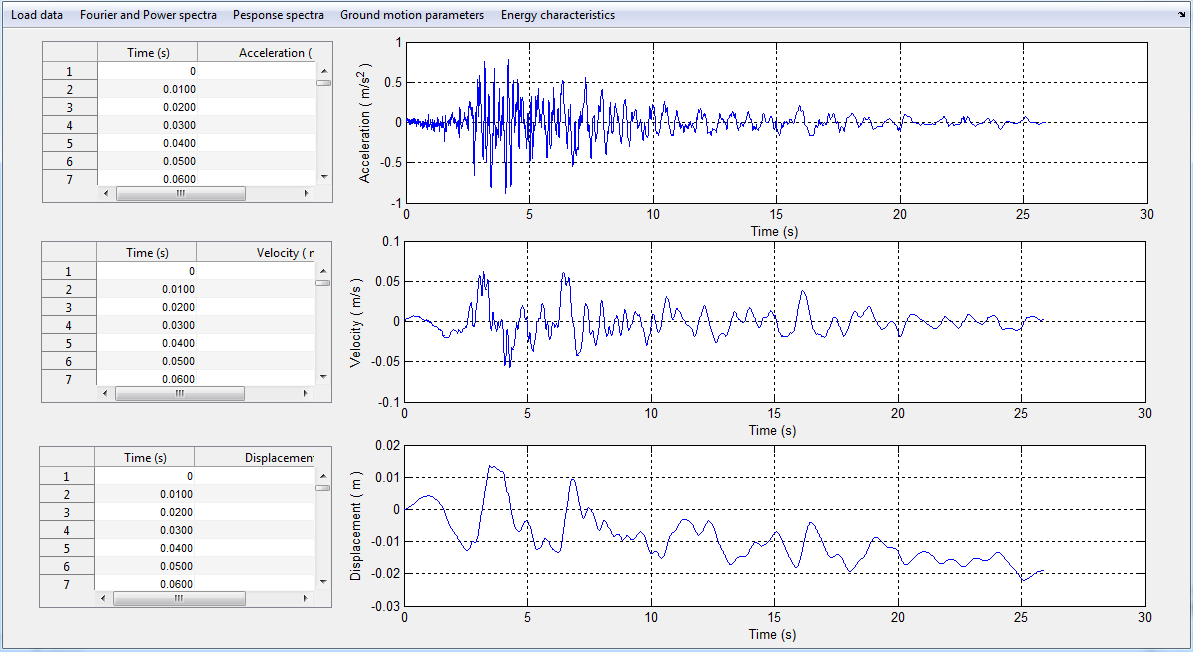 Load data Fourier and Power spectra Pesponse spectra Ground motion parameters Energy characteristics
Time (s) Acceleration (
1 0
2 0.0100
3 0.0200
4 0.0300
5 0.0400
6 0.0500
7 0.0600
Acceleration ( m/s2 )
1
0.5
0
-0.5
-1
0 5 10 15 20 25 30
Time (s)
Time (s) Velocity ( m
1 0
2 0.0100
3 0.0200
4 0.0300
5 0.0400
6 0.0500
7 0.0600
Velocity ( m/s )
0.1
0.05
0
-0.05
-0.1
0 5 10 15 20 25 30
Time (s)
Time (s) Displacement
1 0
2 0.0100
3 0.0200
4 0.0300
5 0.0400
6 0.0500
7 0.0600
Displacement ( m )
0.02
0.01
0
-0.01
-0.02
-0.03
0 5 10 15 20 25 30
Time (s)